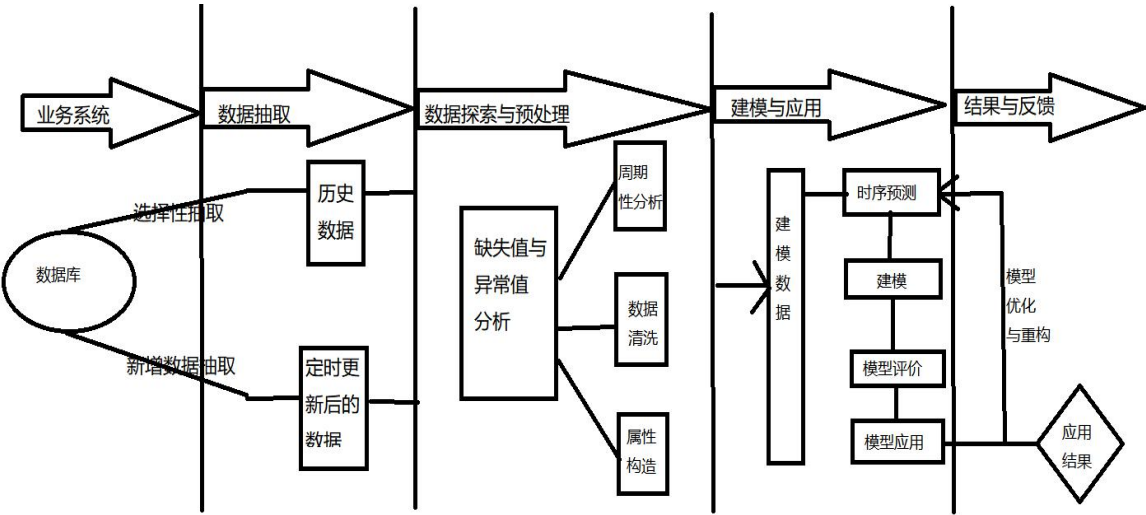 业务系统
数据抽取
数据探索与预处理
建模与应用
结果与反馈
选择性抽取
数据库
新增数据抽取
历史
数据
定时更
新后的
数据
缺失值与
异常值
分析
周期
性分析
数据
清洗
属性
构造
建
模
数
据
时序预测
建模
模型评价
模型应用
模型
优化
与重构
应用
结果